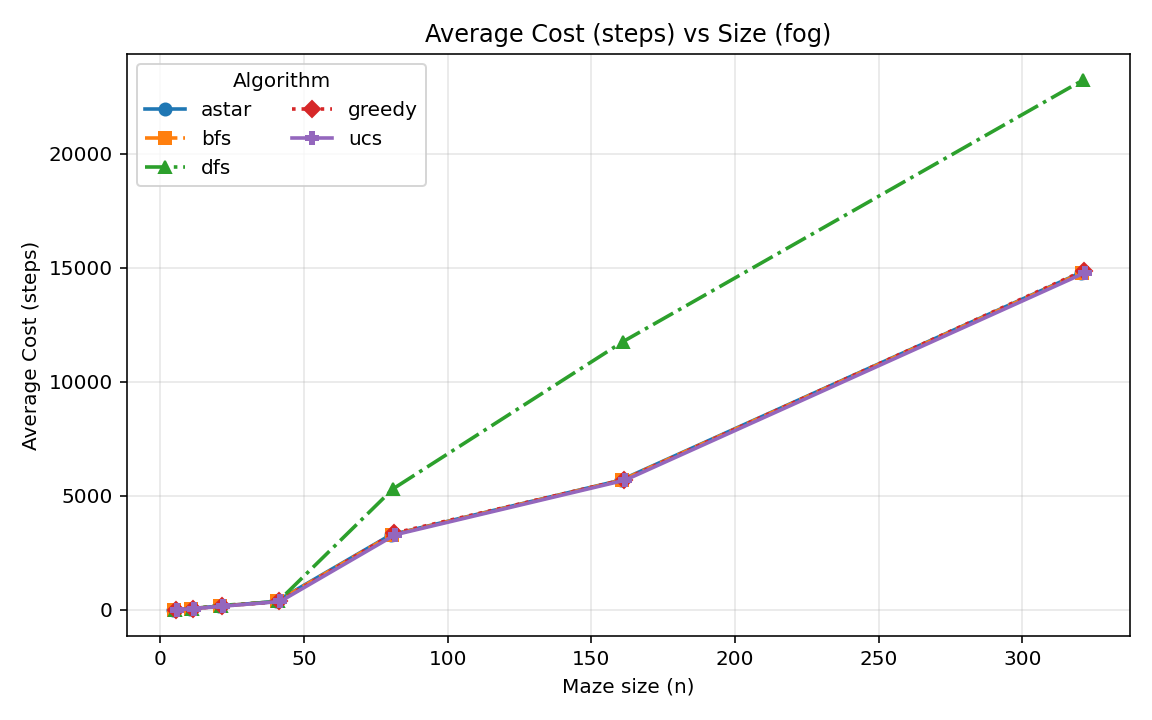 Average Cost (steps) vs Size (fog)
Algorithm
astar
bfs
dfs
greedy
ucs
Average Cost (steps)
20000
15000
10000
5000
0
0 50 100 150 200 250 300
Maze size (n)